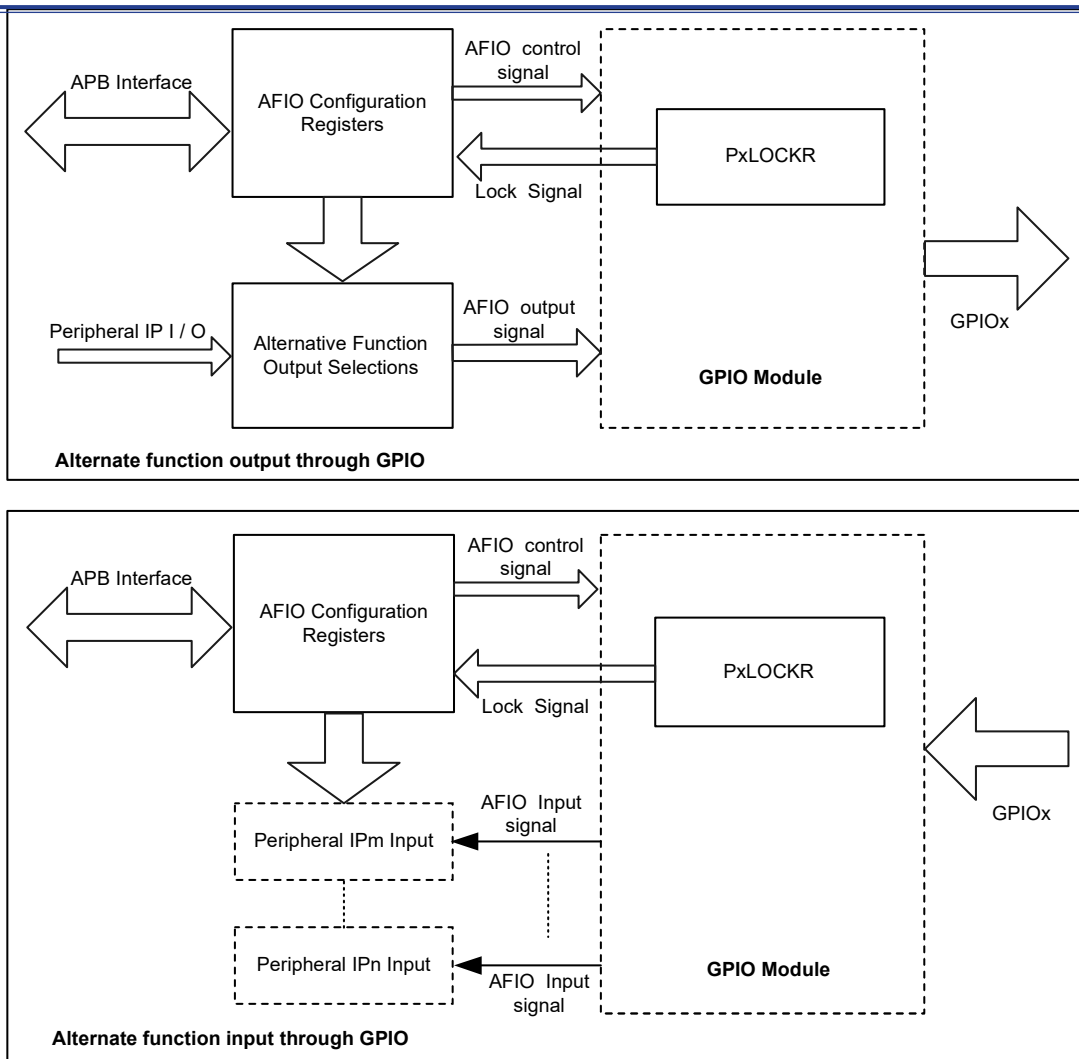 AFIO control
signal
APB Interface
AFIO Configuration
Registers
PxLOCKR
Lock Signal
GPIOx
AFIO output
signal
Peripheral IP I / O
Alternative Function
Output Selections
GPIO Module
Alternate function output through GPIO
AFIO control
signal
APB Interface
AFIO Configuration
Registers
PxLOCKR
Lock Signal
AFIO Input
signal
GPIOx
Peripheral IPm Input
Peripheral IPn Input
GPIO Module
AFIO Input
signal
Alternate function input through GPIO